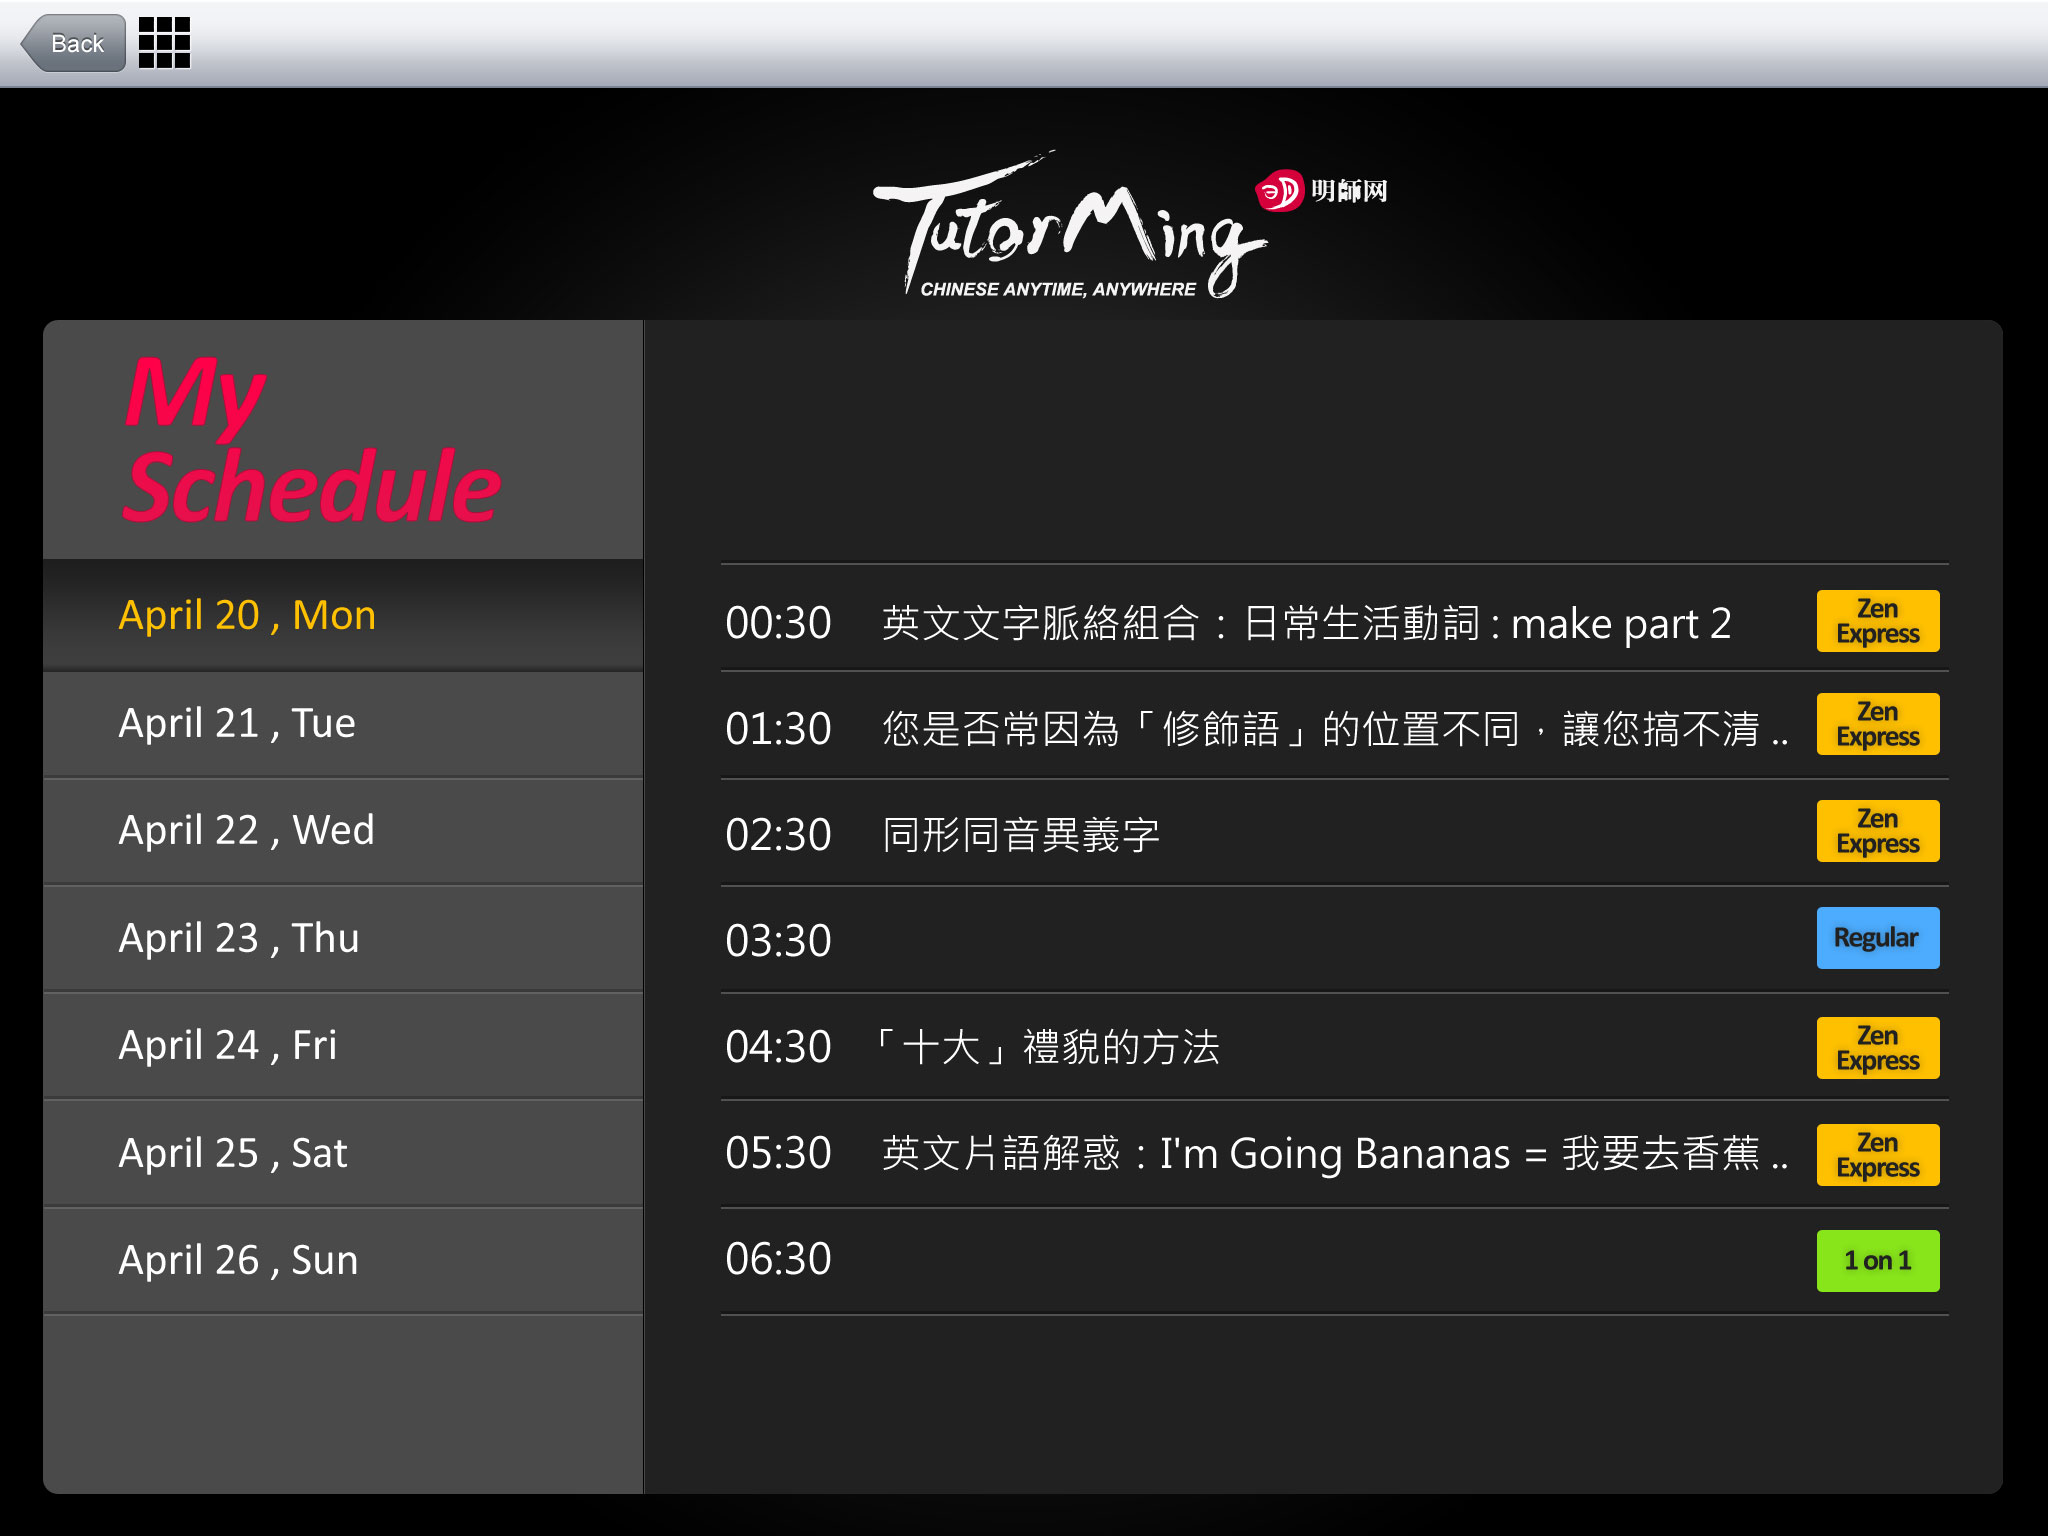 Back
TutorMing
明師网
CHINESE ANYTIME, ANYWHERE
My
Schedule
April 20 , Mon
April 21 , Tue
April 22 , Wed
April 23 , Thu
April 24 , Fri
April 25 , Sat
April 26 , Sun
00:30 英文文字脈絡組合：日常生活動詞 : make part 2 Zen Express
01:30 您是否常因為「修飾語」的位置不同，讓您搞不清 .. Zen Express
02:30 同形同音異義字 Zen Express
03:30 Regular
04:30 「十大」禮貌的方法 Zen Express
05:30 英文片語解惑：I'm Going Bananas = 我要去香蕉 .. Zen Express
06:30 1 on 1